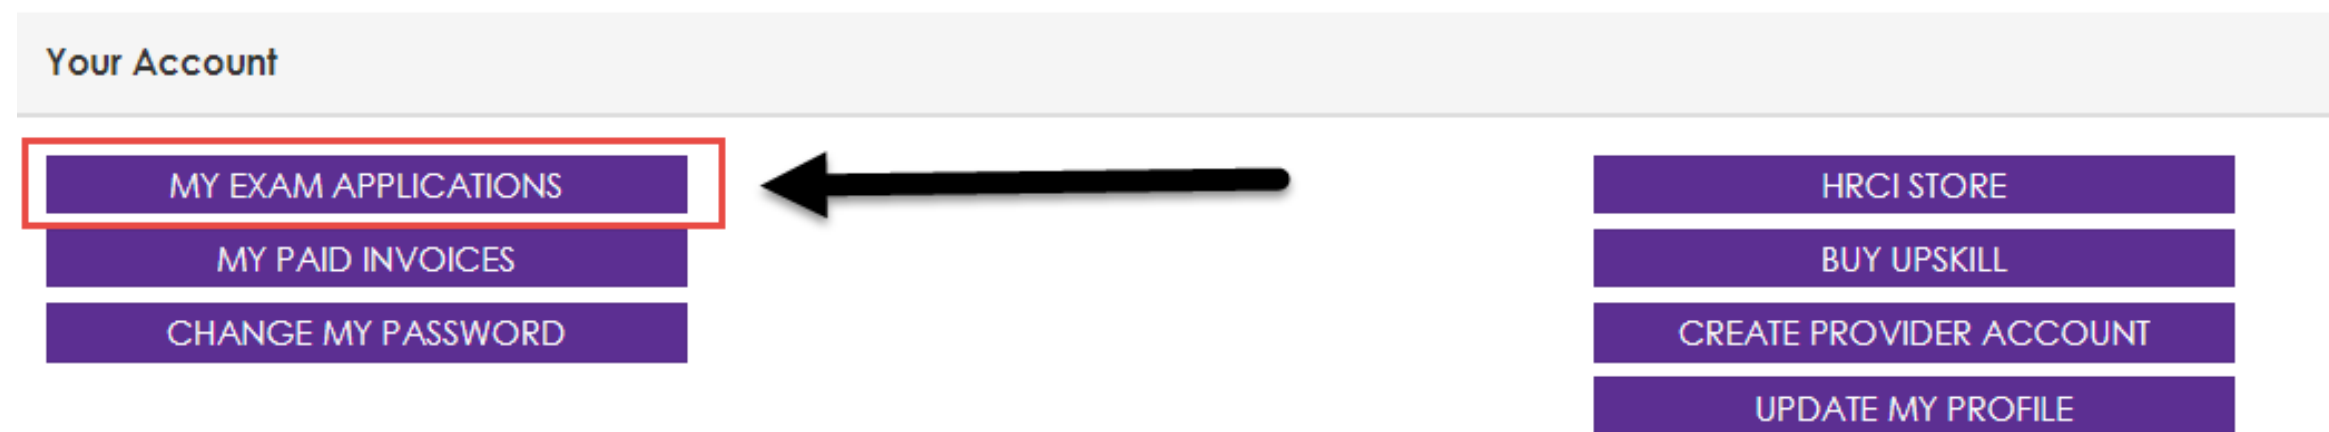 Your Account
MY EXAM APPLICATIONS
MY PAID INVOICES
CHANGE MY PASSWORD
HRCI STORE
BUY UPSKILL
CREATE PROVIDER ACCOUNT
UPDATE MY PROFILE